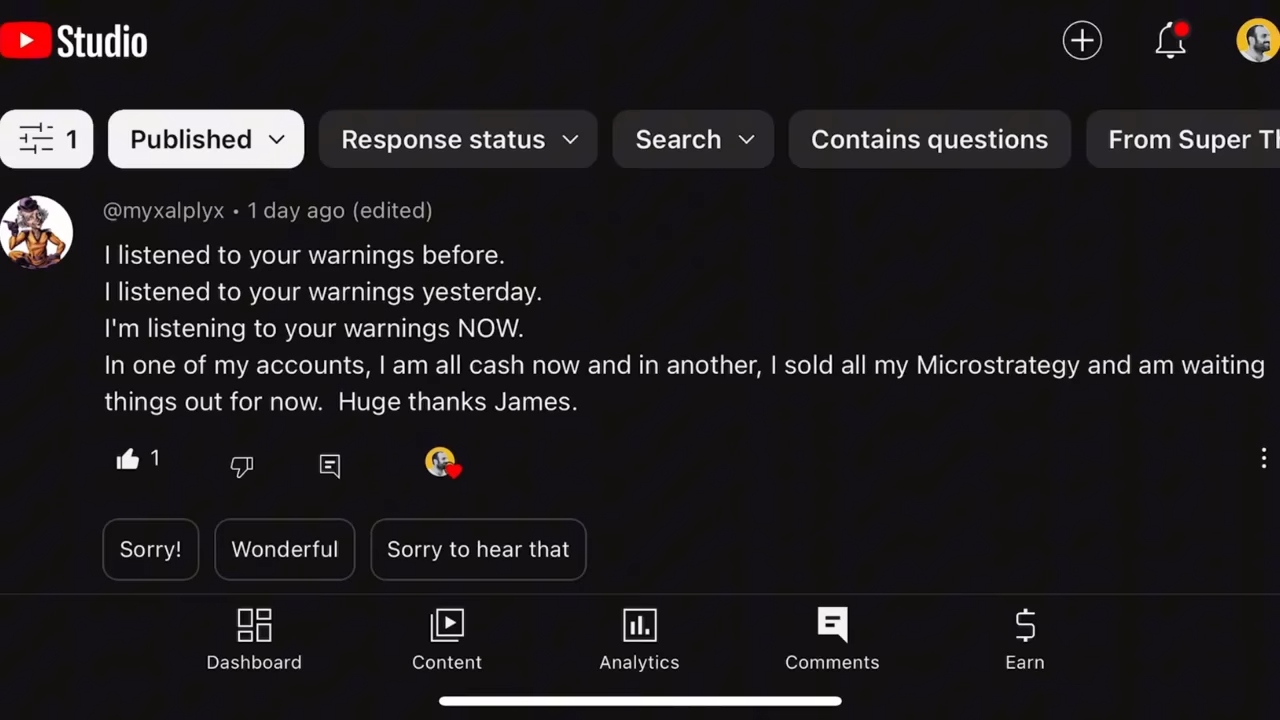 Studio
1 Published Response status Search Contains questions From Super Th
@myxalplyx • 1 day ago (edited)
I listened to your warnings before.
I listened to your warnings yesterday.
I'm listening to your warnings NOW.
In one of my accounts, I am all cash now and in another, I sold all my Microstrategy and am waiting
things out for now. Huge thanks James.
1
Sorry! Wonderful Sorry to hear that
Dashboard Content Analytics Comments Earn